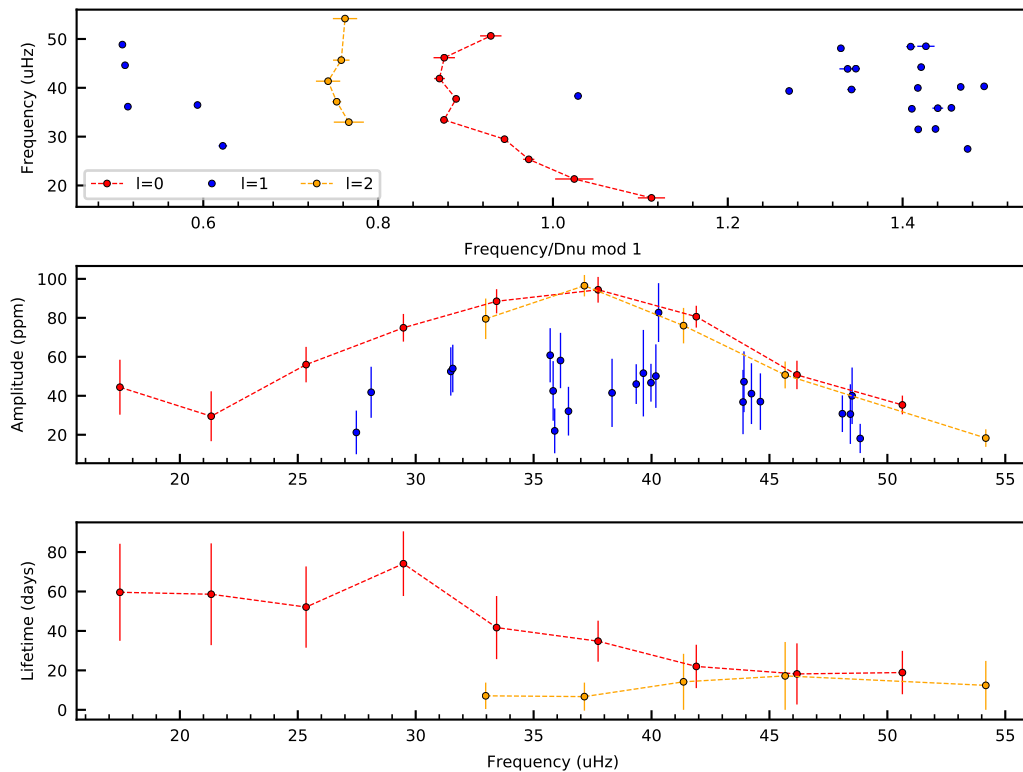 Frequency (uHz)
50
40
30
20
l=0 l=1 l=2
0.6 0.8 1.0 1.2 1.4
Frequency/Dnu mod 1
Amplitude (ppm)
100
80
60
40
20
20 25 30 35 40 45 50 55
Lifetime (days)
80
60
40
20
0
20 25 30 35 40 45 50 55
Frequency (uHz)